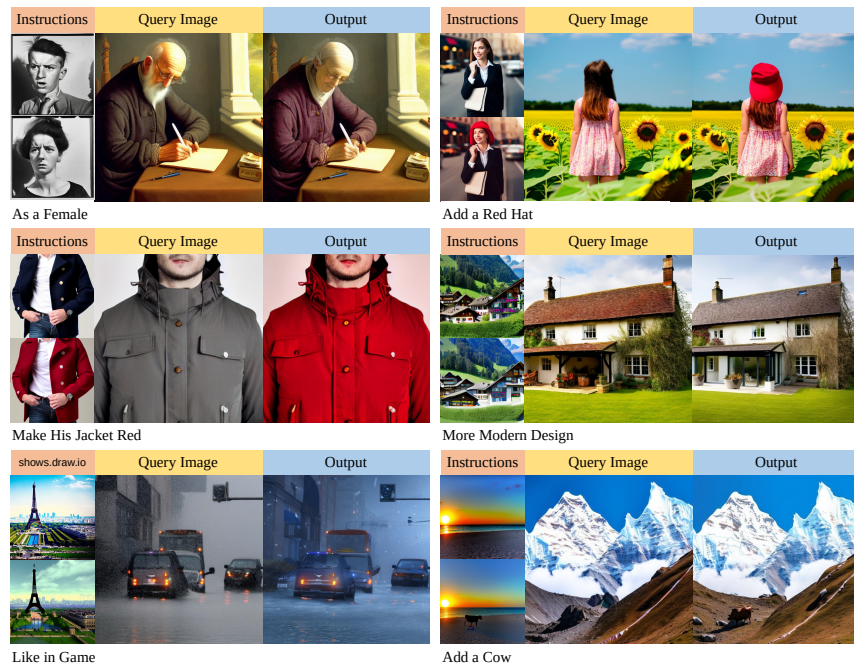 Instructions Query Image Output
As a Female
Instructions Query Image Output
Add a Red Hat
Instructions Query Image Output
Make His Jacket Red
Instructions Query Image Output
More Modern Design
shows.draw.io Query Image Output
Like in Game
Instructions Query Image Output
Add a Cow